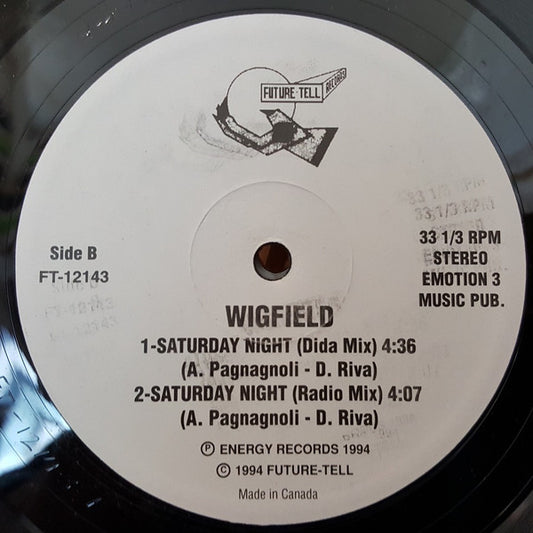 FUTURE-TELL
RECORDS
Side B
FT-12143
33 1/3 RPM
STEREO
EMOTION 3
MUSIC PUB.
WIGFIELD
1-SATURDAY NIGHT (Dida Mix) 4:36
(A. Pagnagnoli - D. Riva)
2-SATURDAY NIGHT (Radio Mix) 4:07
(A. Pagnagnoli - D. Riva)
Ⓟ ENERGY RECORDS 1994
© 1994 FUTURE-TELL
Made in Canada